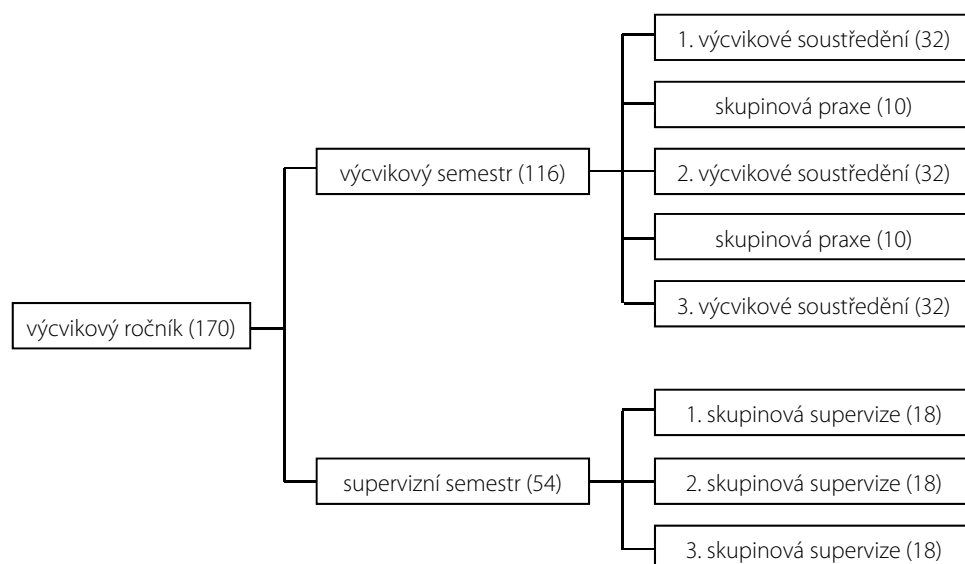 1. výcvikové soustředění (32)
skupinová praxe (10)
výcvikový semestr (116)
2. výcvikové soustředění (32)
skupinová praxe (10)
3. výcvikové soustředění (32)
výcvikový ročník (170)
1. skupinová supervize (18)
supervizní semestr (54)
2. skupinová supervize (18)
3. skupinová supervize (18)